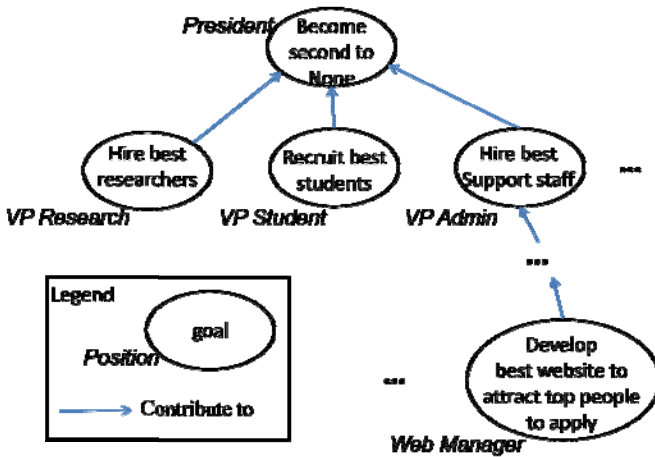 President
Become
second to
None
Hire best
researchers
VP Research
Recruit best
students
VP Student
Hire best
Support staff
VP Admin
...
...
Legend
goal
Position
Contribute to
...
Develop
best website to
attract top people
to apply
Web Manager